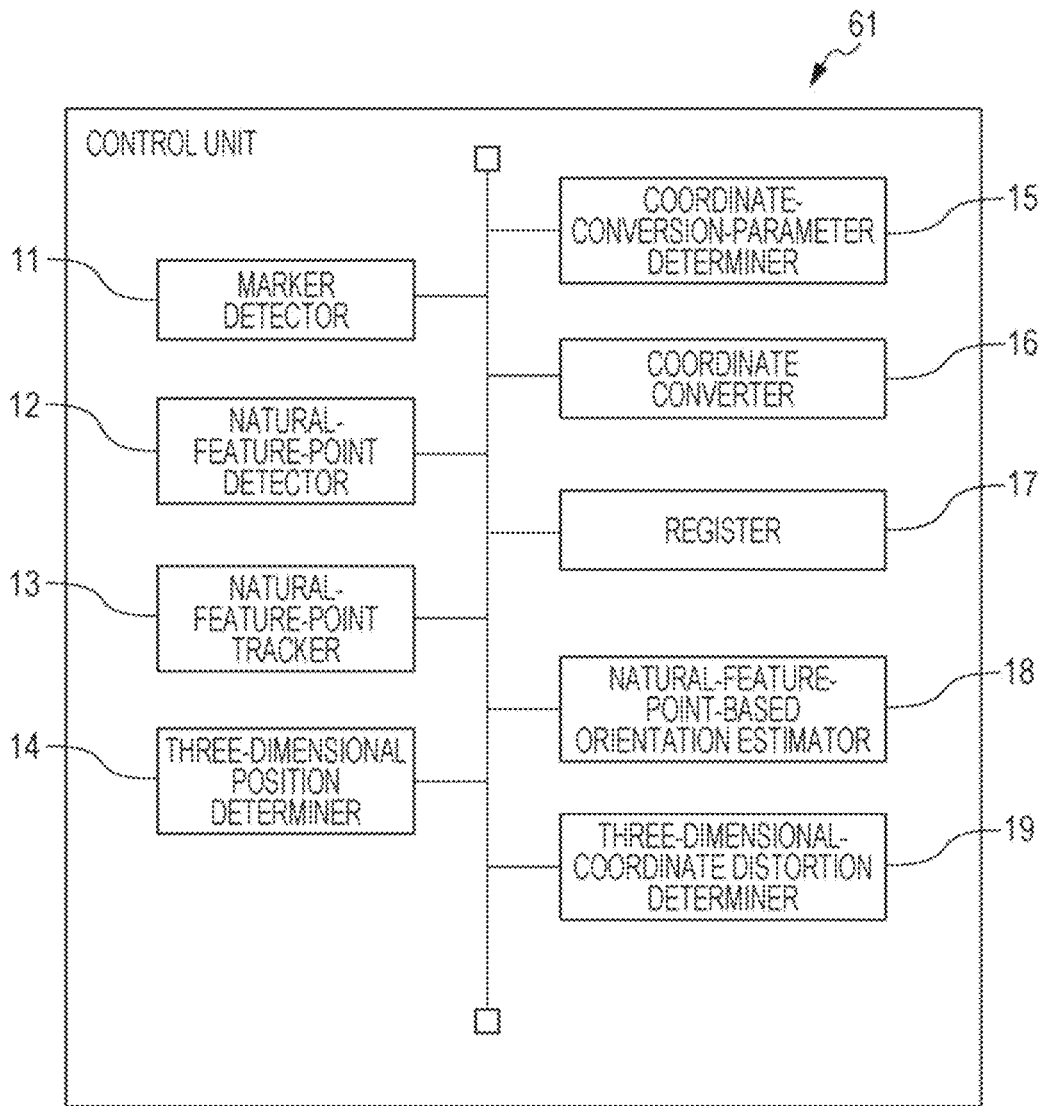 61
CONTROL UNIT
11
MARKER
DETECTOR
12
NATURAL-
FEATURE-POINT
DETECTOR
13
NATURAL-
FEATURE-POINT
TRACKER
14
THREE-DIMENSIONAL
POSITION
DETERMINER
COORDINATE-
CONVERSION-PARAMETER
DETERMINER
15
COORDINATE
CONVERTER
16
REGISTER
17
NATURAL-FEATURE-
POINT-BASED
ORIENTATION ESTIMATOR
18
THREE-DIMENSIONAL-
COORDINATE DISTORTION
DETERMINER
19